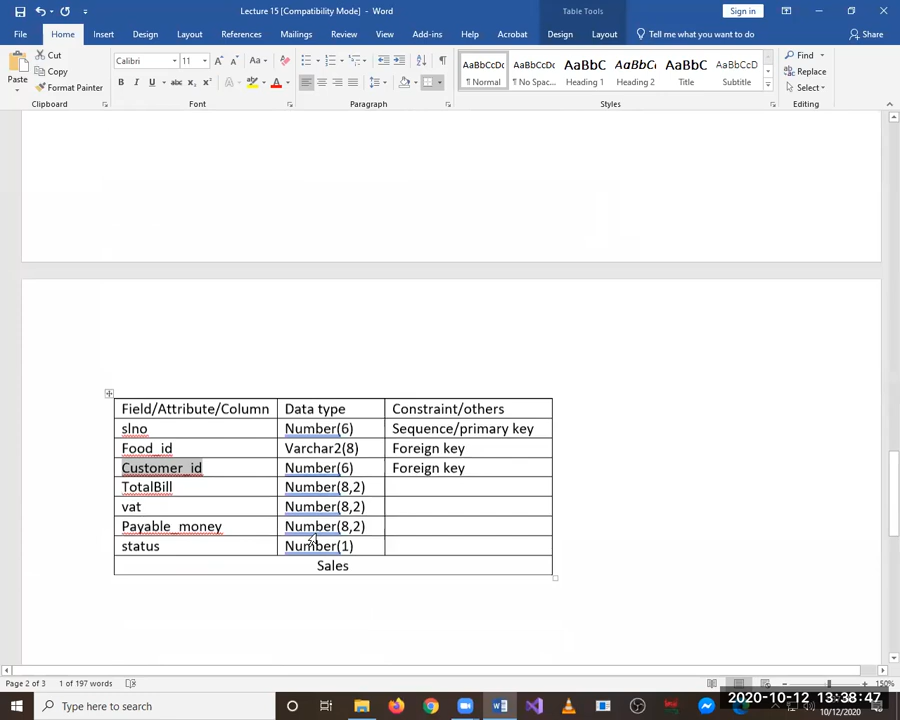 Lecture 15 [Compatibility Mode] - Word
Table Tools
Sign in
File Home Insert Design Layout References Mailings Review View Add-ins Help Acrobat Design Layout Tell me what you want to do Share
Paste
Cut
Copy
Format Painter
Clipboard
Calibri 11
Font
Paragraph
AaBbCcDc AaBbCcDc AaBbC AaBbCc AaBbC AaBbCcD
¶ Normal ¶ No Spac... Heading 1 Heading 2 Title Subtitle
Styles
Find
Replace
Select
Editing
Field/Attribute/Column Data type Constraint/others
slno Number(6) Sequence/primary key
Food_id Varchar2(8) Foreign key
Customer_id Number(6) Foreign key
TotalBill Number(8,2)
vat Number(8,2)
Payable_money Number(8,2)
status Number(1)
Sales
Page 2 of 3 1 of 197 words 150%
Type here to search
2020-10-12 13:38:47
10/12/2020